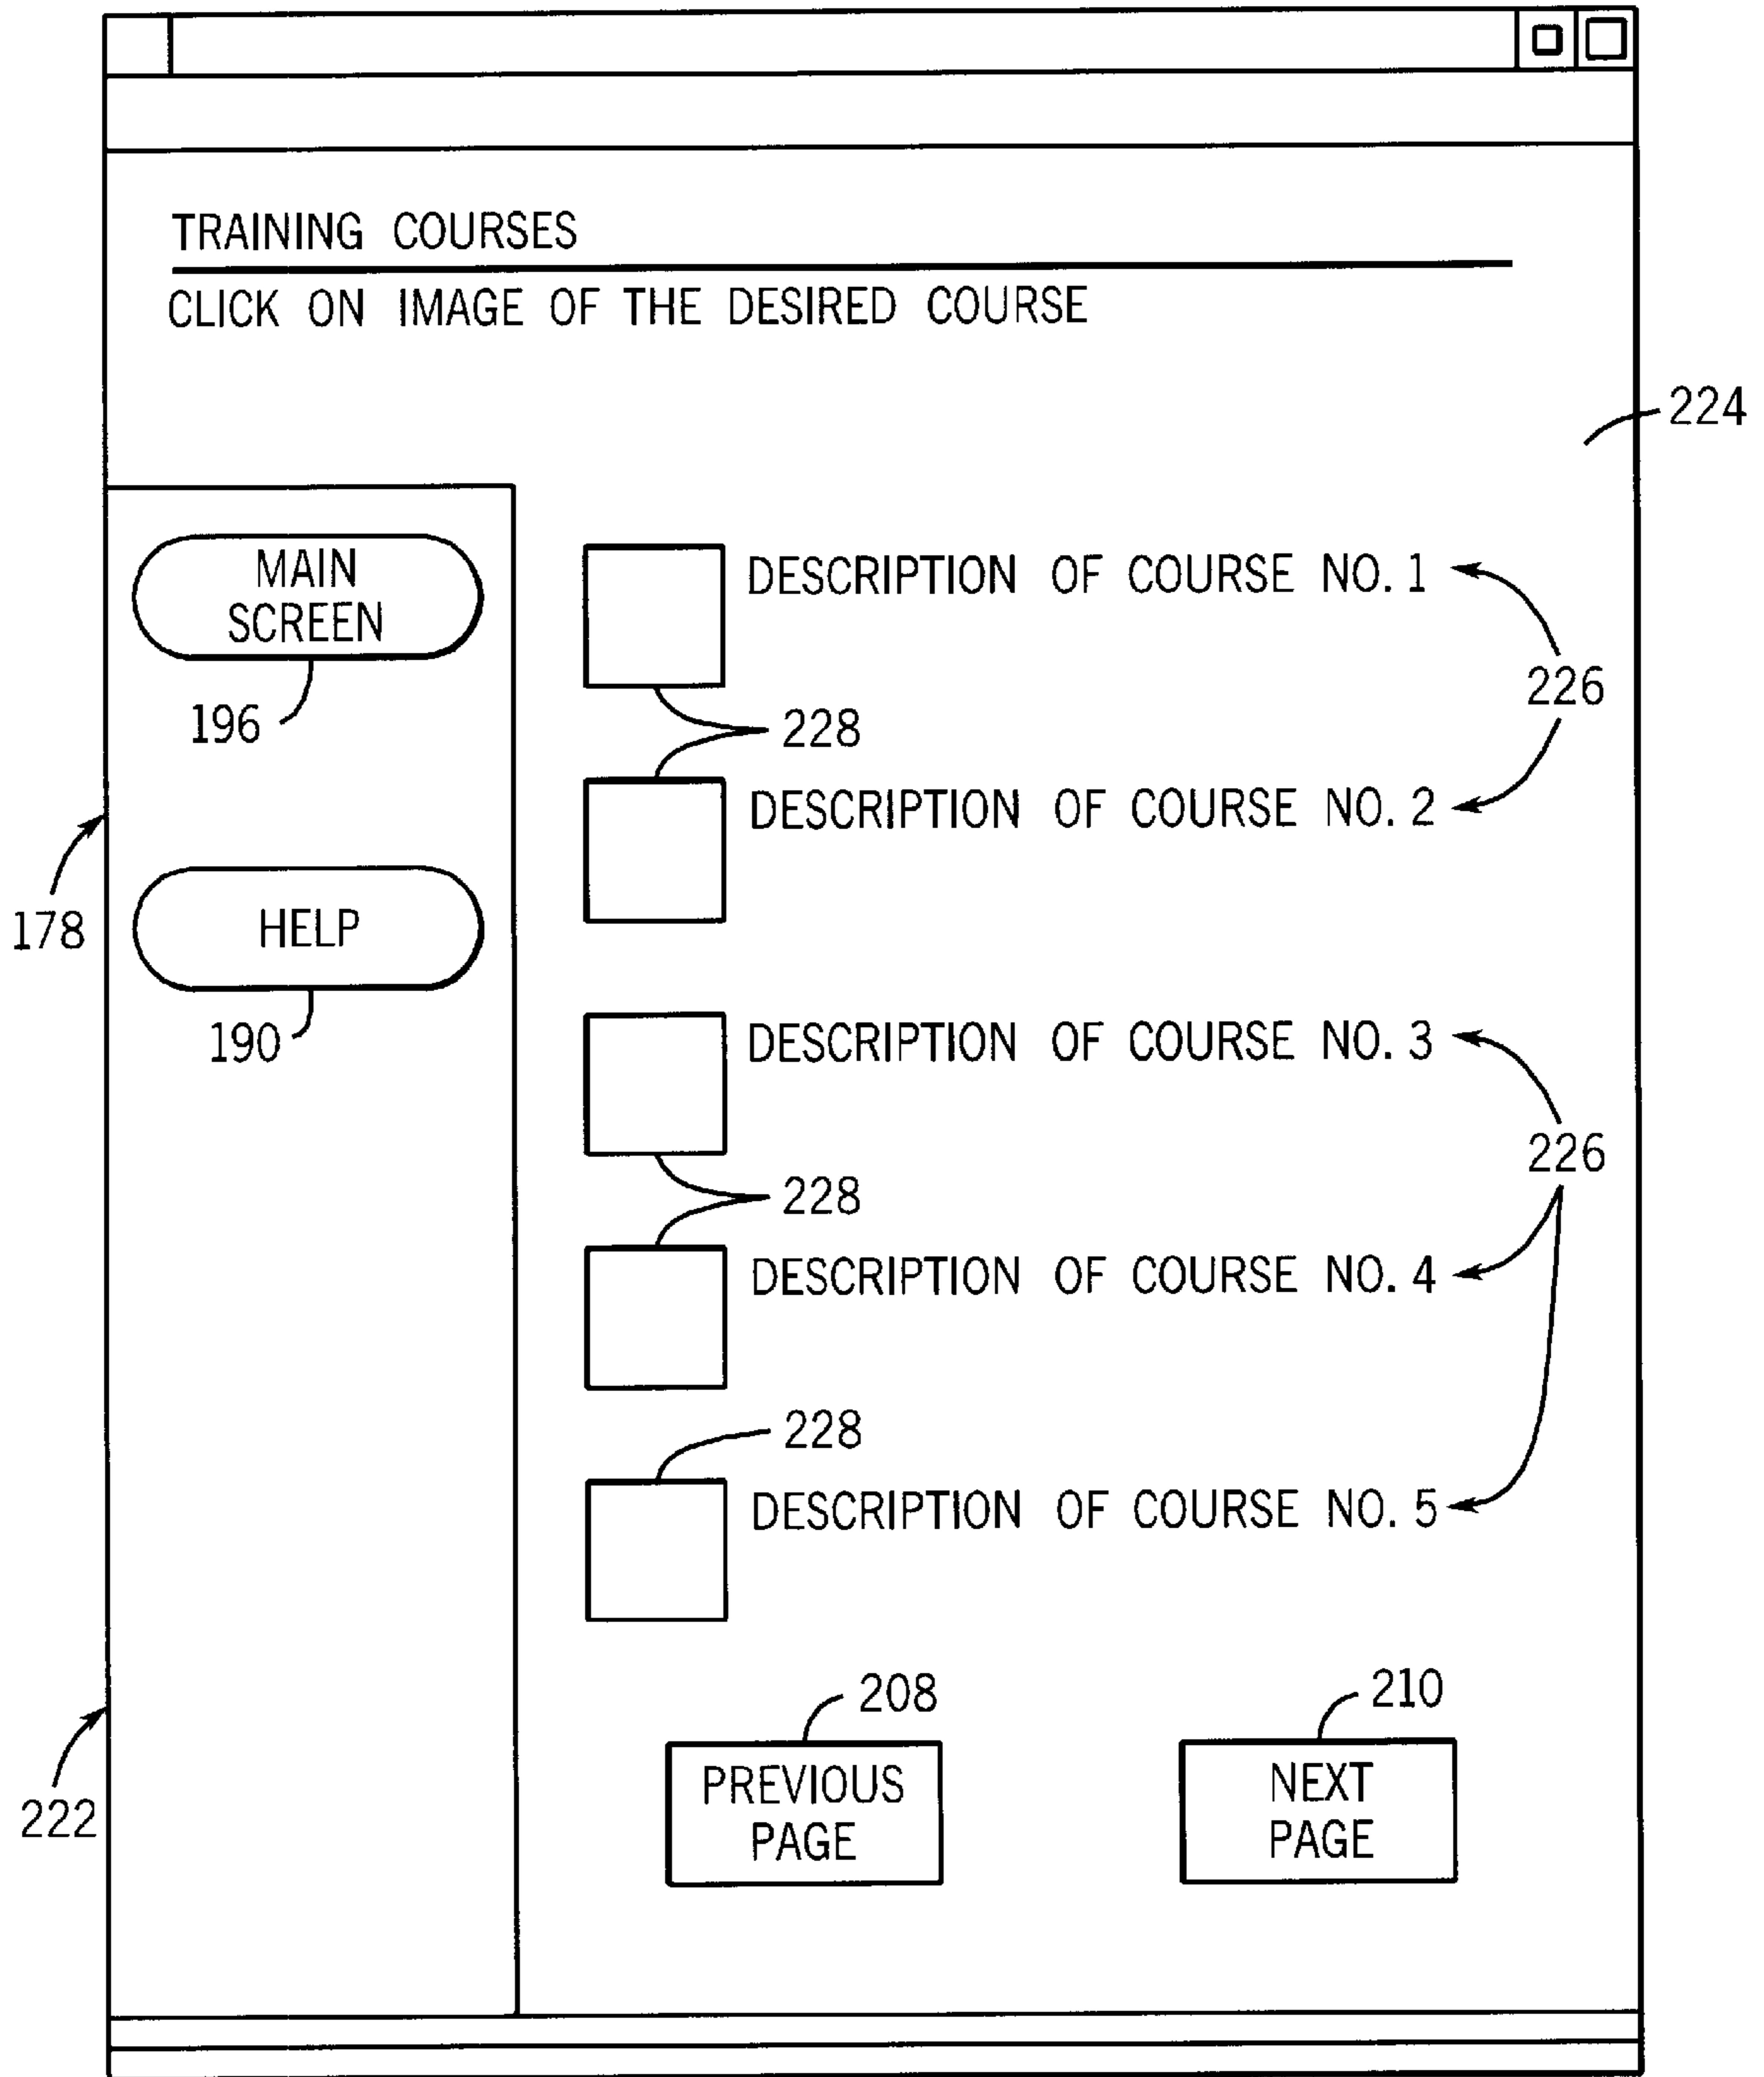 TRAINING COURSES
CLICK ON IMAGE OF THE DESIRED COURSE
224
MAIN
SCREEN
196
178
HELP
190
222
DESCRIPTION OF COURSE NO. 1
226
228
DESCRIPTION OF COURSE NO. 2
DESCRIPTION OF COURSE NO. 3
226
228
DESCRIPTION OF COURSE NO. 4
228
DESCRIPTION OF COURSE NO. 5
208
PREVIOUS
PAGE
210
NEXT
PAGE